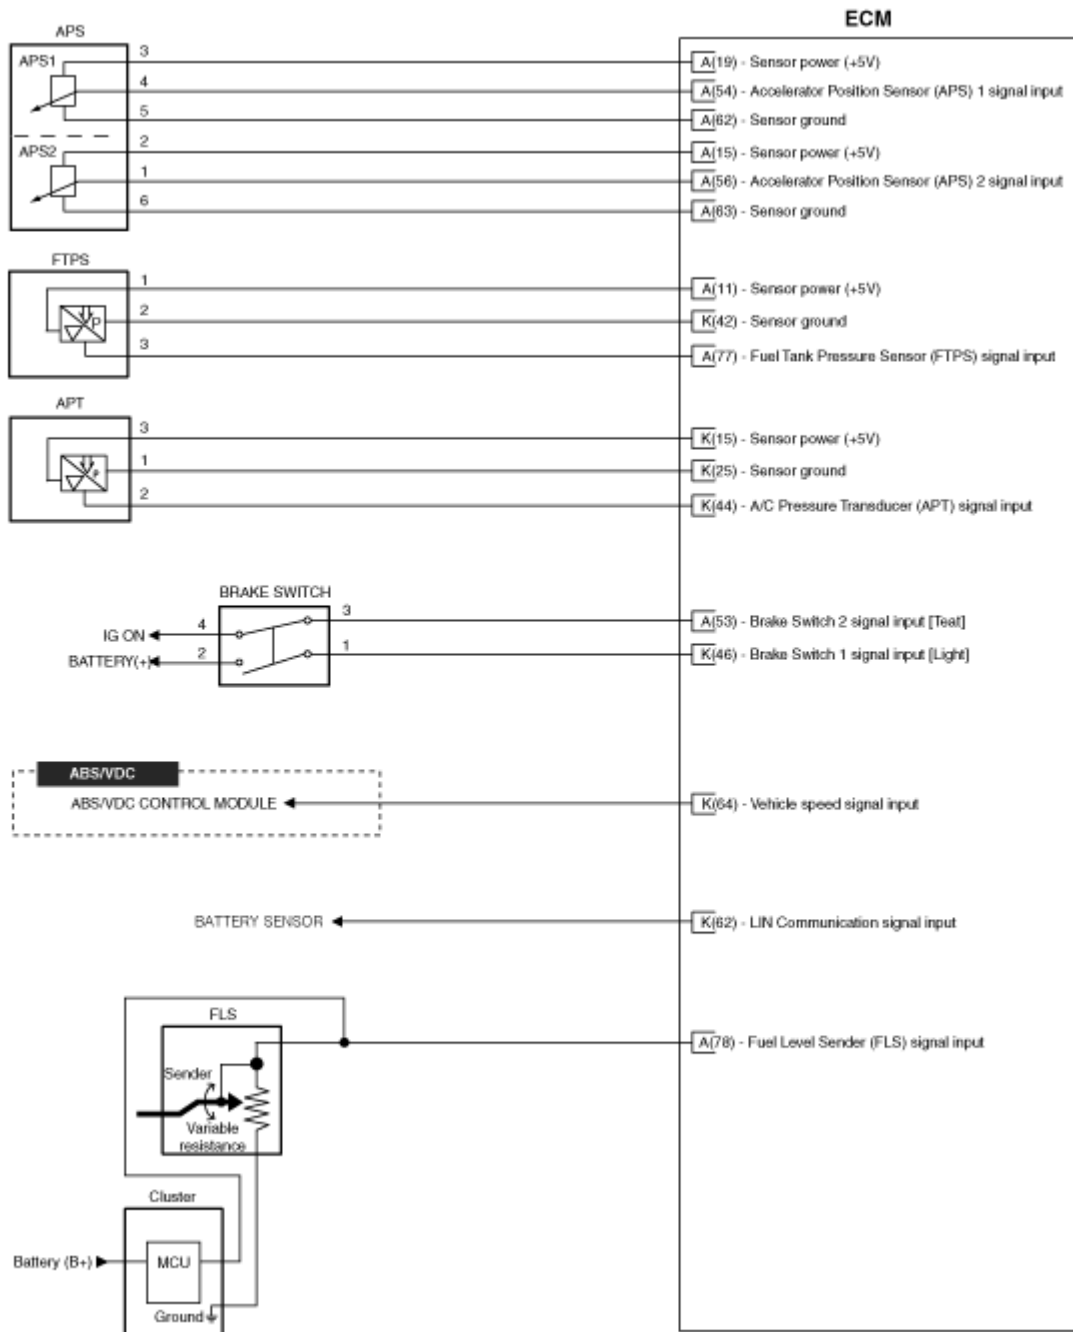 ECM
APS
APS1
3
A(19) - Sensor power (+5V)
4
A(54) - Accelerator Position Sensor (APS) 1 signal input
5
A(62) - Sensor ground
APS2
2
A(15) - Sensor power (+5V)
1
A(56) - Accelerator Position Sensor (APS) 2 signal input
6
A(63) - Sensor ground
FTPS
1
A(11) - Sensor power (+5V)
P
2
K(42) - Sensor ground
3
A(77) - Fuel Tank Pressure Sensor (FTPS) signal input
APT
3
K(15) - Sensor power (+5V)
P
1
K(25) - Sensor ground
2
K(44) - A/C Pressure Transducer (APT) signal input
BRAKE SWITCH
IG ON
4
3
A(53) - Brake Switch 2 signal input [Teat]
BATTERY(+)
2
1
K(46) - Brake Switch 1 signal input [Light]
ABS/VDC
ABS/VDC CONTROL MODULE
K(64) - Vehicle speed signal input
BATTERY SENSOR
K(62) - LIN Communication signal input
FLS
A(78) - Fuel Level Sender (FLS) signal input
Sender
Variable
resistance
Cluster
Battery (B+)
MCU
Ground